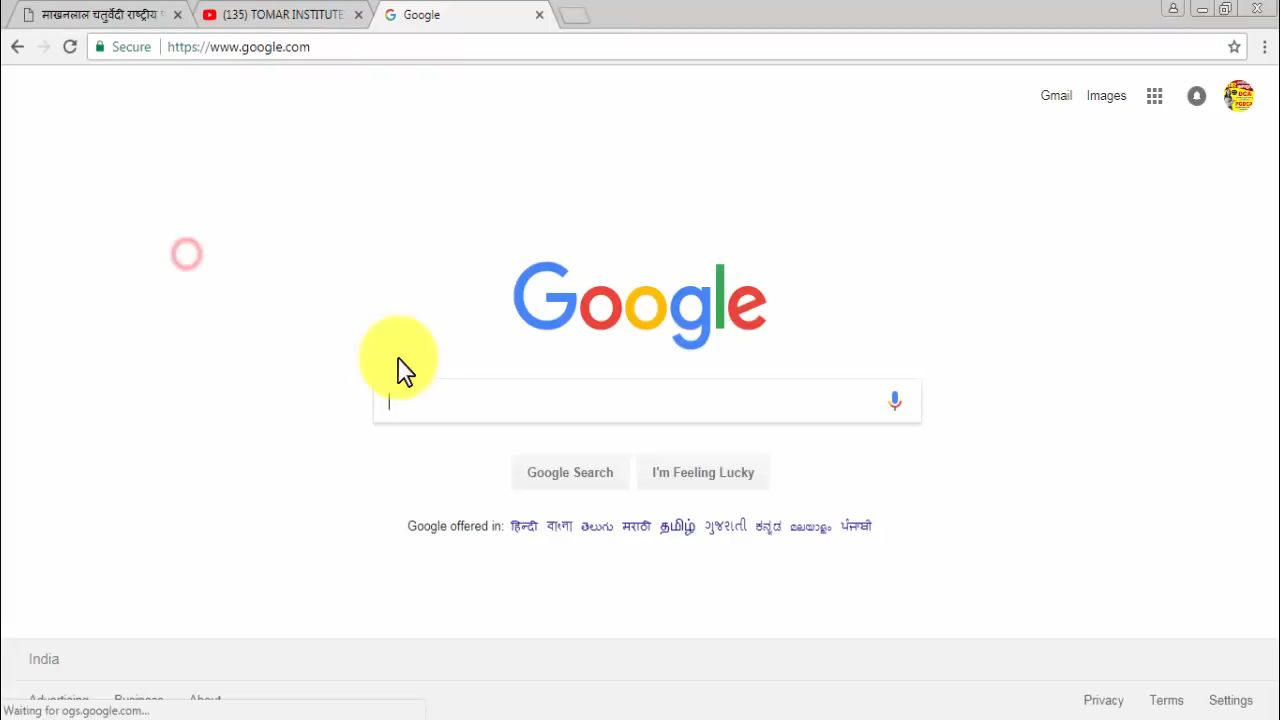 माखनलाल चतुर्वेदी राष्ट्रीय
(135) TOMAR INSTITUTE
Google
Secure
https://www.google.com
Gmail
Images
DCA
PGDCA
Google
Google Search
I'm Feeling Lucky
Google offered in: हिन्दी বাংলা తెలుగు मराठी தமிழ் ગુજરાતી ಕನ್ನಡ മലയാളം ਪੰਜਾਬੀ
India
Advertising Business About
Privacy Terms Settings
Waiting for ogs.google.com...